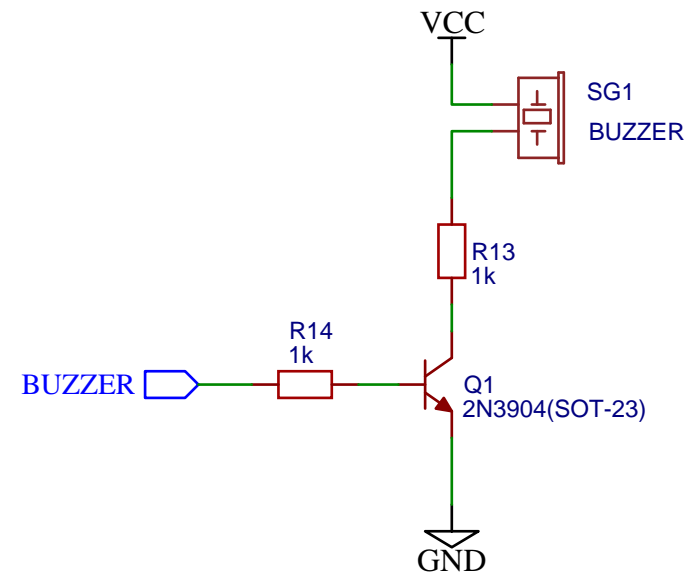 VCC
SG1
BUZZER
R13
1k
R14
1k
BUZZER
Q1
2N3904(SOT-23)
GND